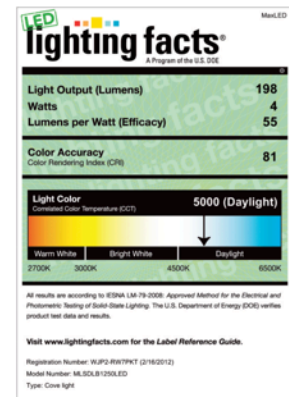 MaxLED
LED
lighting facts®
A Program of the U.S. DOE
Light Output (Lumens) 198
Watts 4
Lumens per Watt (Efficacy) 55
Color Accuracy
Color Rendering Index (CRI) 81
Light Color
Correlated Color Temperature (CCT) 5000 (Daylight)
Warm White Bright White Daylight
2700K 3000K 4500K 6500K
All results are according to IESNA LM-79-2008: Approved Method for the Electrical and
Photometric Testing of Solid-State Lighting. The U.S. Department of Energy (DOE) verifies
product test data and results.
Visit www.lightingfacts.com for the Label Reference Guide.
Registration Number: WJP2-RW7PKT (2/16/2012)
Model Number: MLSDLB1250LED
Type: Cove light